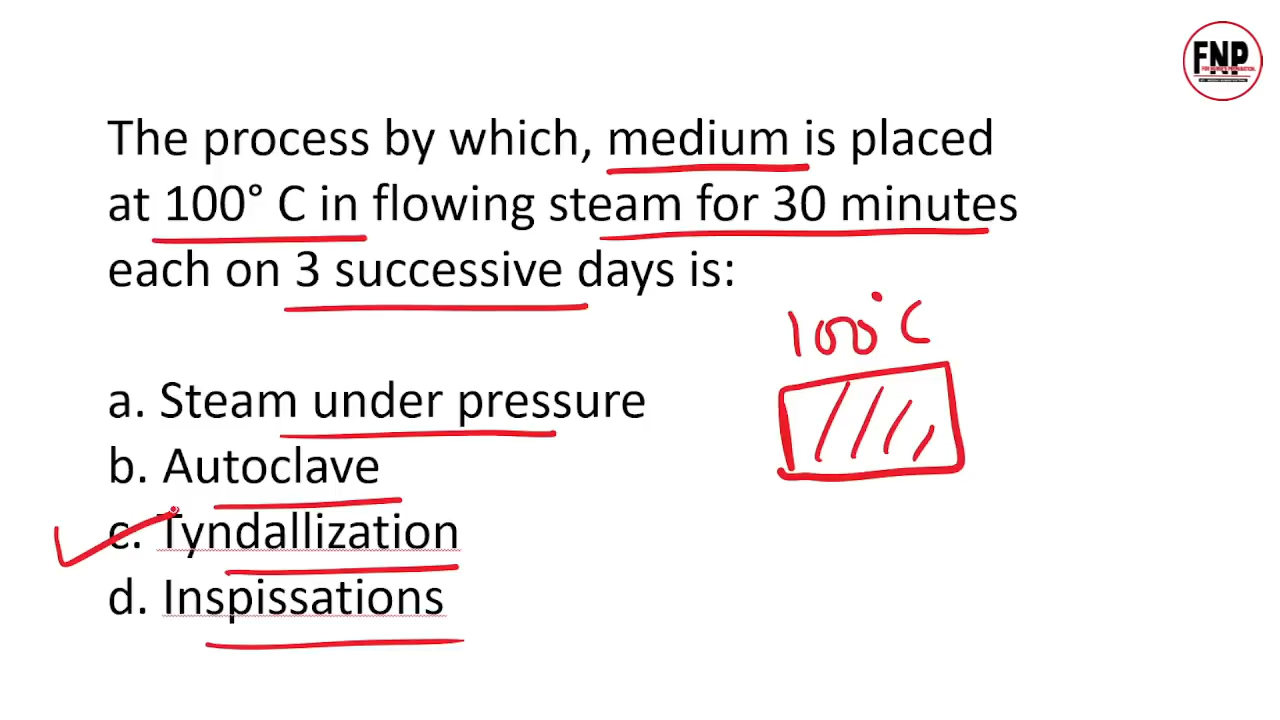 FNP
The process by which, medium is placed
at 100° C in flowing steam for 30 minutes
each on 3 successive days is:
100°C
a. Steam under pressure
b. Autoclave
c. Tyndallization
d. Inspissations